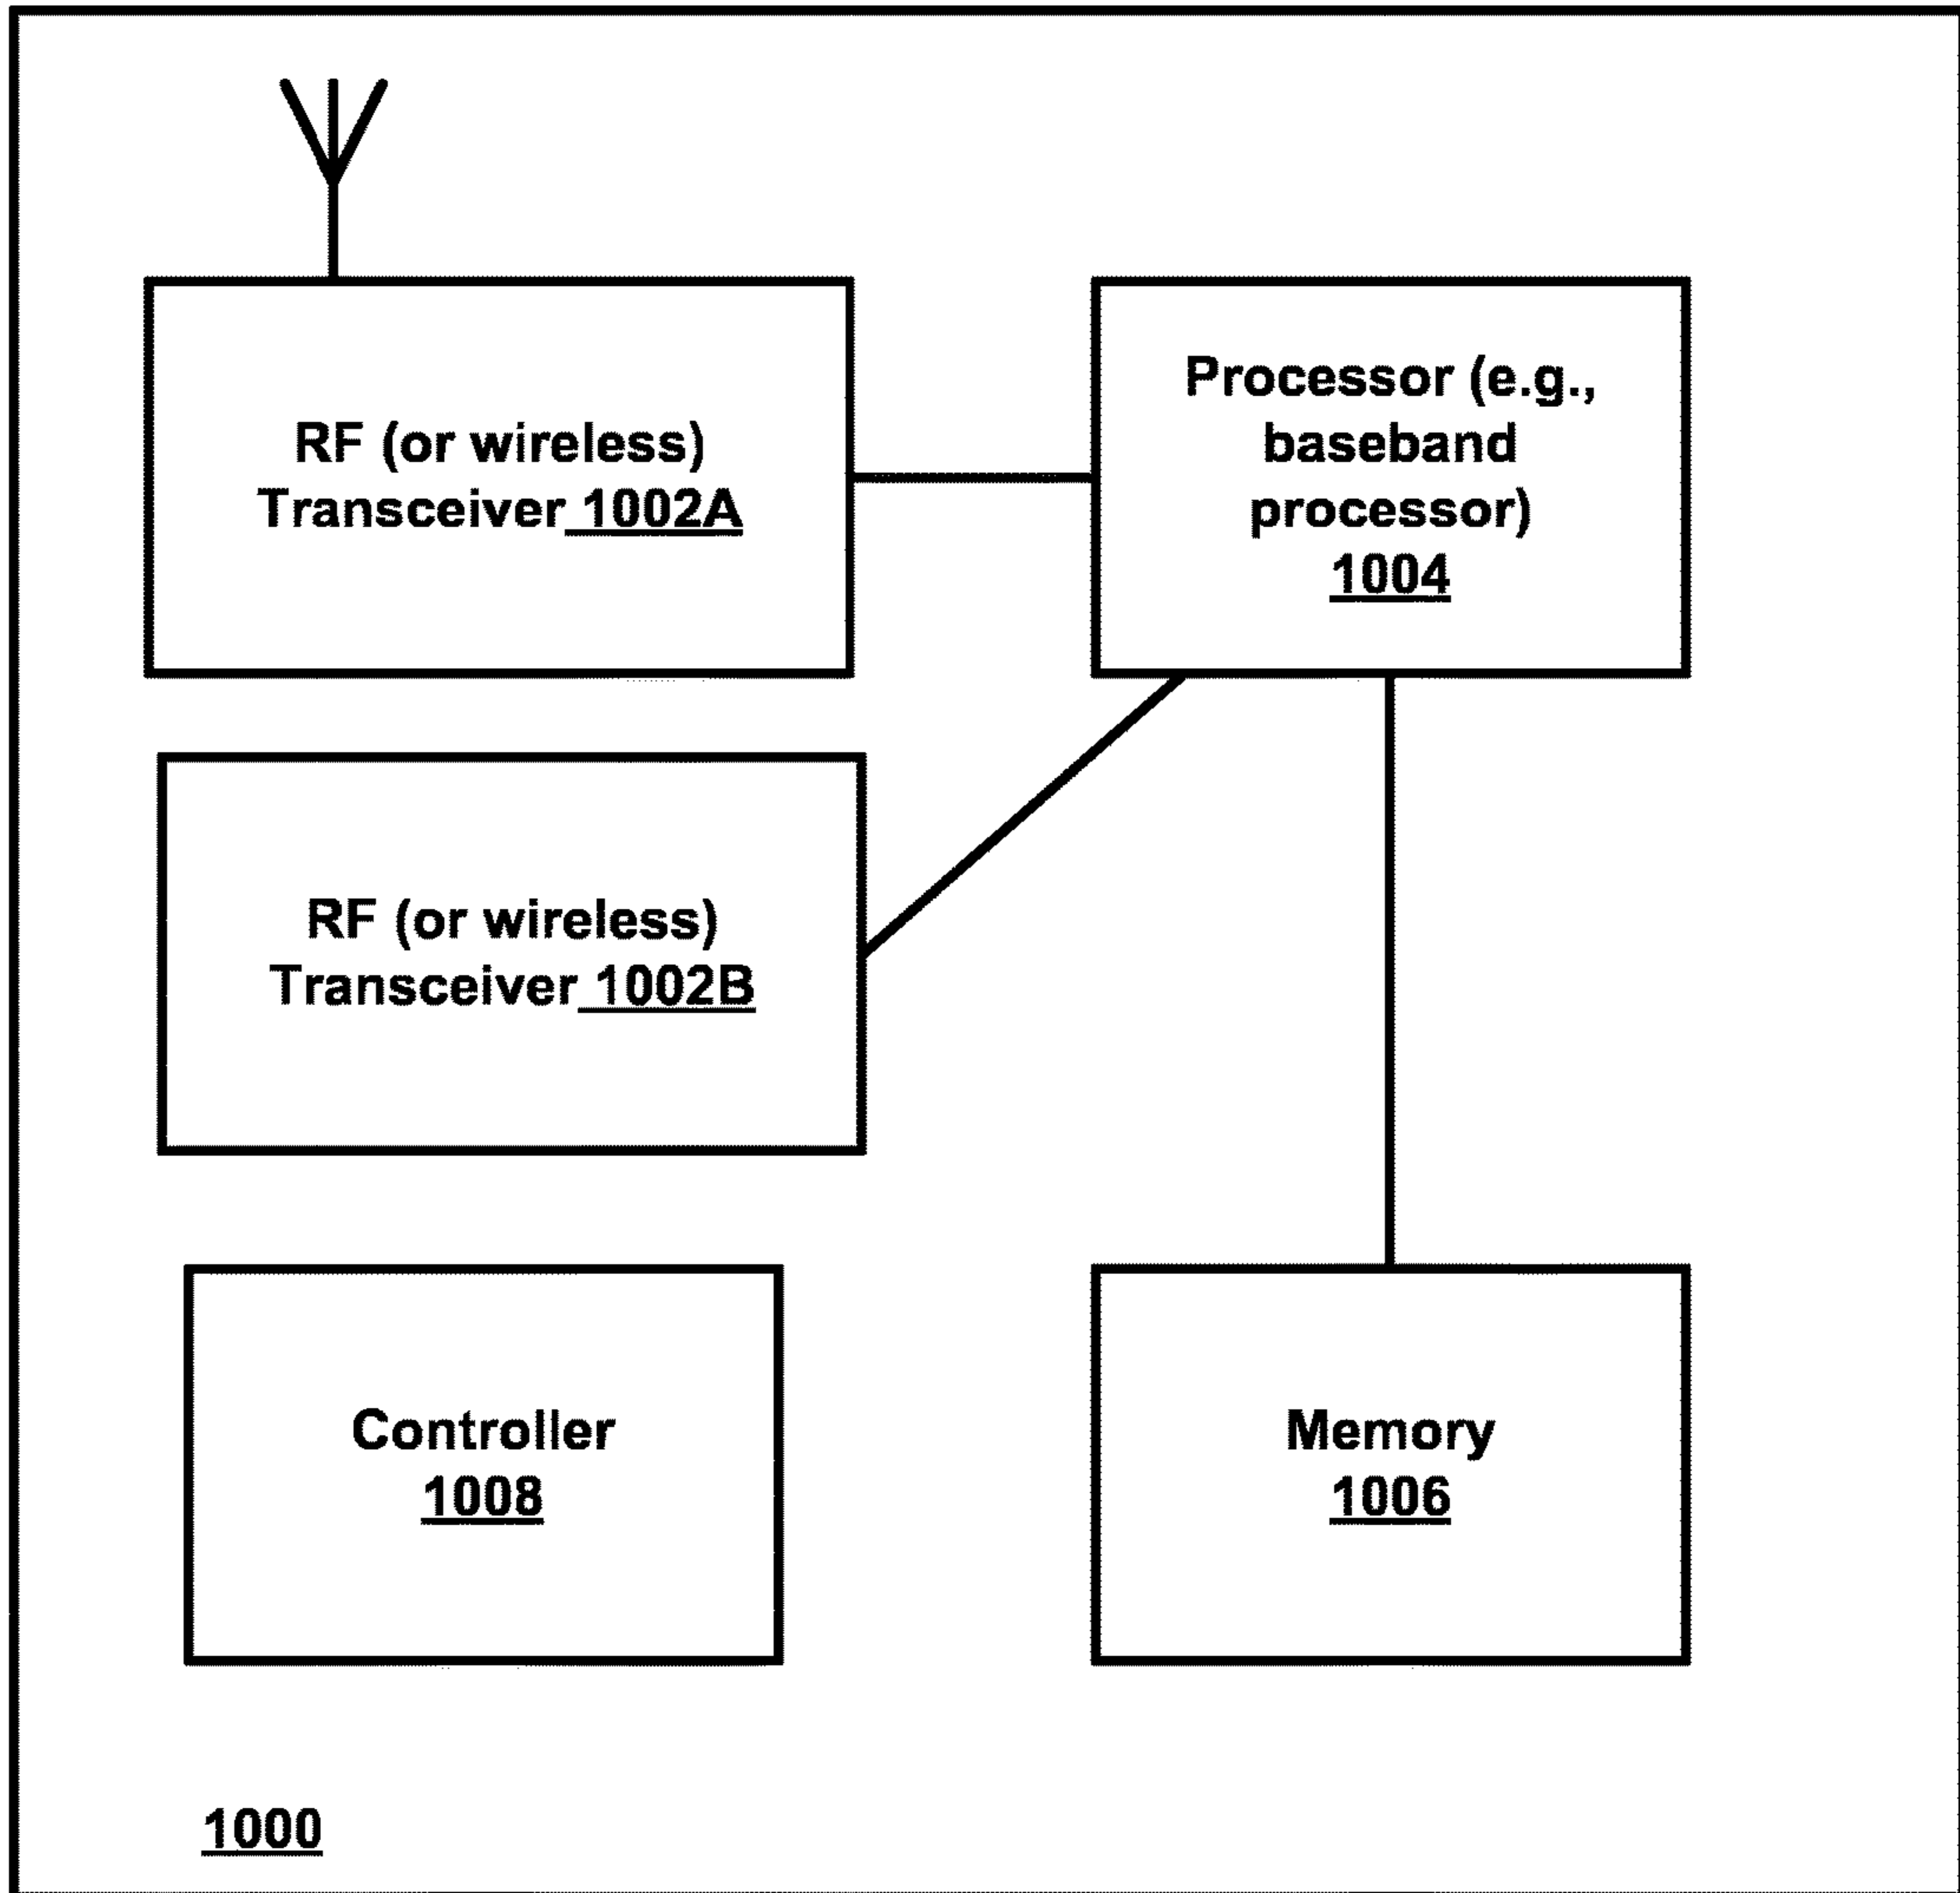 RF (or wireless)
Transceiver 1002A
Processor (e.g.,
baseband
processor)
1004
RF (or wireless)
Transceiver 1002B
Controller
1008
Memory
1006
1000